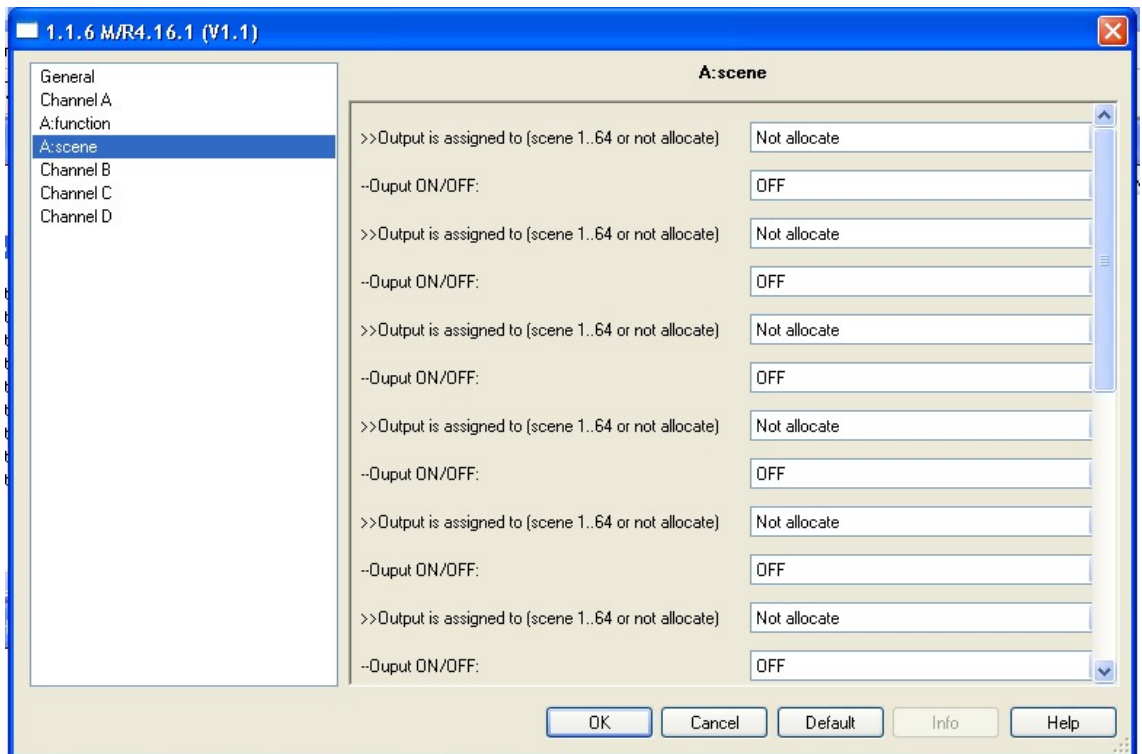 1.1.6 M/R4.16.1 (V1.1)
General
Channel A
A:function
A:scene
Channel B
Channel C
Channel D
A:scene
>>Output is assigned to (scene 1..64 or not allocate) Not allocate
--Ouput ON/OFF: OFF
>>Output is assigned to (scene 1..64 or not allocate) Not allocate
--Ouput ON/OFF: OFF
>>Output is assigned to (scene 1..64 or not allocate) Not allocate
--Ouput ON/OFF: OFF
>>Output is assigned to (scene 1..64 or not allocate) Not allocate
--Ouput ON/OFF: OFF
>>Output is assigned to (scene 1..64 or not allocate) Not allocate
--Ouput ON/OFF: OFF
>>Output is assigned to (scene 1..64 or not allocate) Not allocate
--Ouput ON/OFF: OFF
OK Cancel Default Info Help